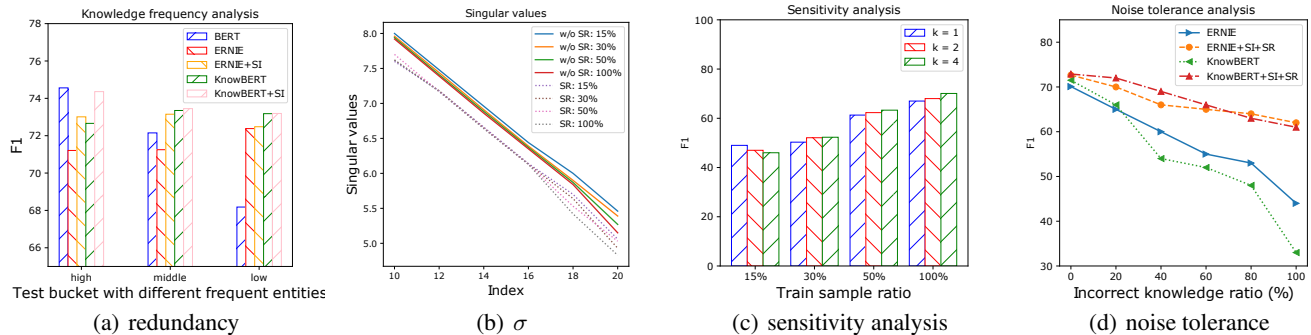 Knowledge frequency analysis
78
76
74
72
70
68
66
F1
BERT
ERNIE
ERNIE+SI
KnowBERT
KnowBERT+SI
high
middle
low
Test bucket with different frequent entities
(a) redundancy
Singular values
8.0
7.5
7.0
6.5
6.0
5.5
5.0
Singular values
w/o SR: 15%
w/o SR: 30%
w/o SR: 50%
w/o SR: 100%
SR: 15%
SR: 30%
SR: 50%
SR: 100%
10
12
14
16
18
20
Index
(b) σ
Sensitivity analysis
100
80
60
40
20
0
F1
k = 1
k = 2
k = 4
15%
30%
50%
100%
Train sample ratio
(c) sensitivity analysis
Noise tolerance analysis
80
70
60
50
40
30
F1
ERNIE
ERNIE+SI+SR
KnowBERT
KnowBERT+SI+SR
0
20
40
60
80
100
Incorrect knowledge ratio (%)
(d) noise tolerance